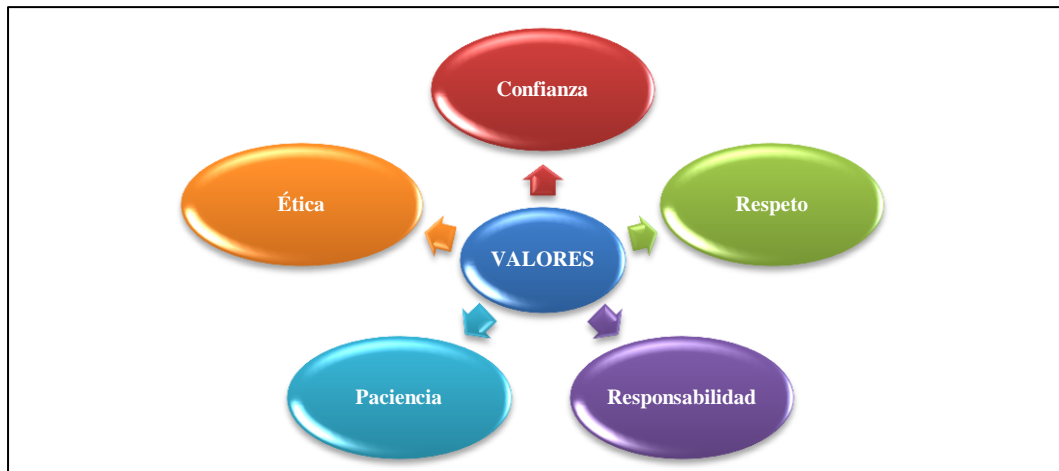 Confianza
Ética
Respeto
VALORES
Paciencia
Responsabilidad